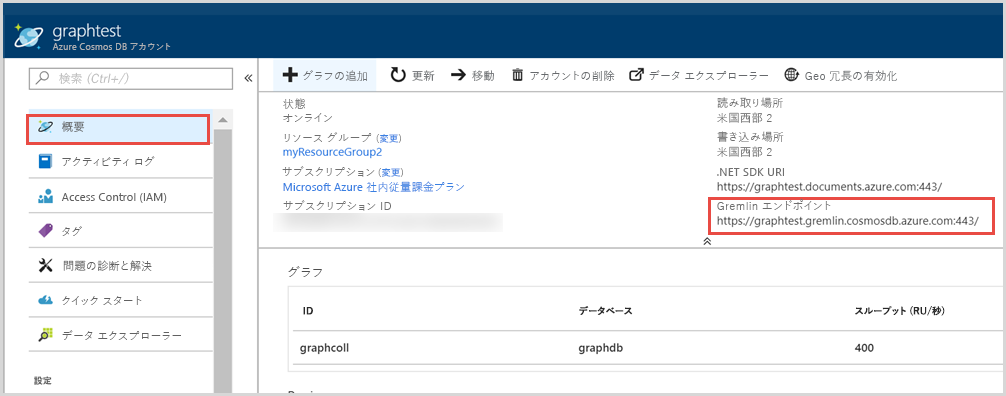 graphtest
Azure Cosmos DB アカウント
検索 (Ctrl+/)
概要
アクティビティ ログ
Access Control (IAM)
タグ
問題の診断と解決
クイック スタート
データ エクスプローラー
設定
グラフの追加 更新 移動 アカウントの削除 データ エクスプローラー Geo 冗長の有効化
状態
オンライン
リソース グループ (変更)
myResourceGroup2
サブスクリプション (変更)
Microsoft Azure 社内従量課金プラン
サブスクリプション ID
読み取り場所
米国西部 2
書き込み場所
米国西部 2
.NET SDK URI
https://graphtest.documents.azure.com:443/
Gremlin エンドポイント
https://graphtest.gremlin.cosmosdb.azure.com:443/
グラフ
ID データベース スループット (RU/秒)
graphcoll graphdb 400